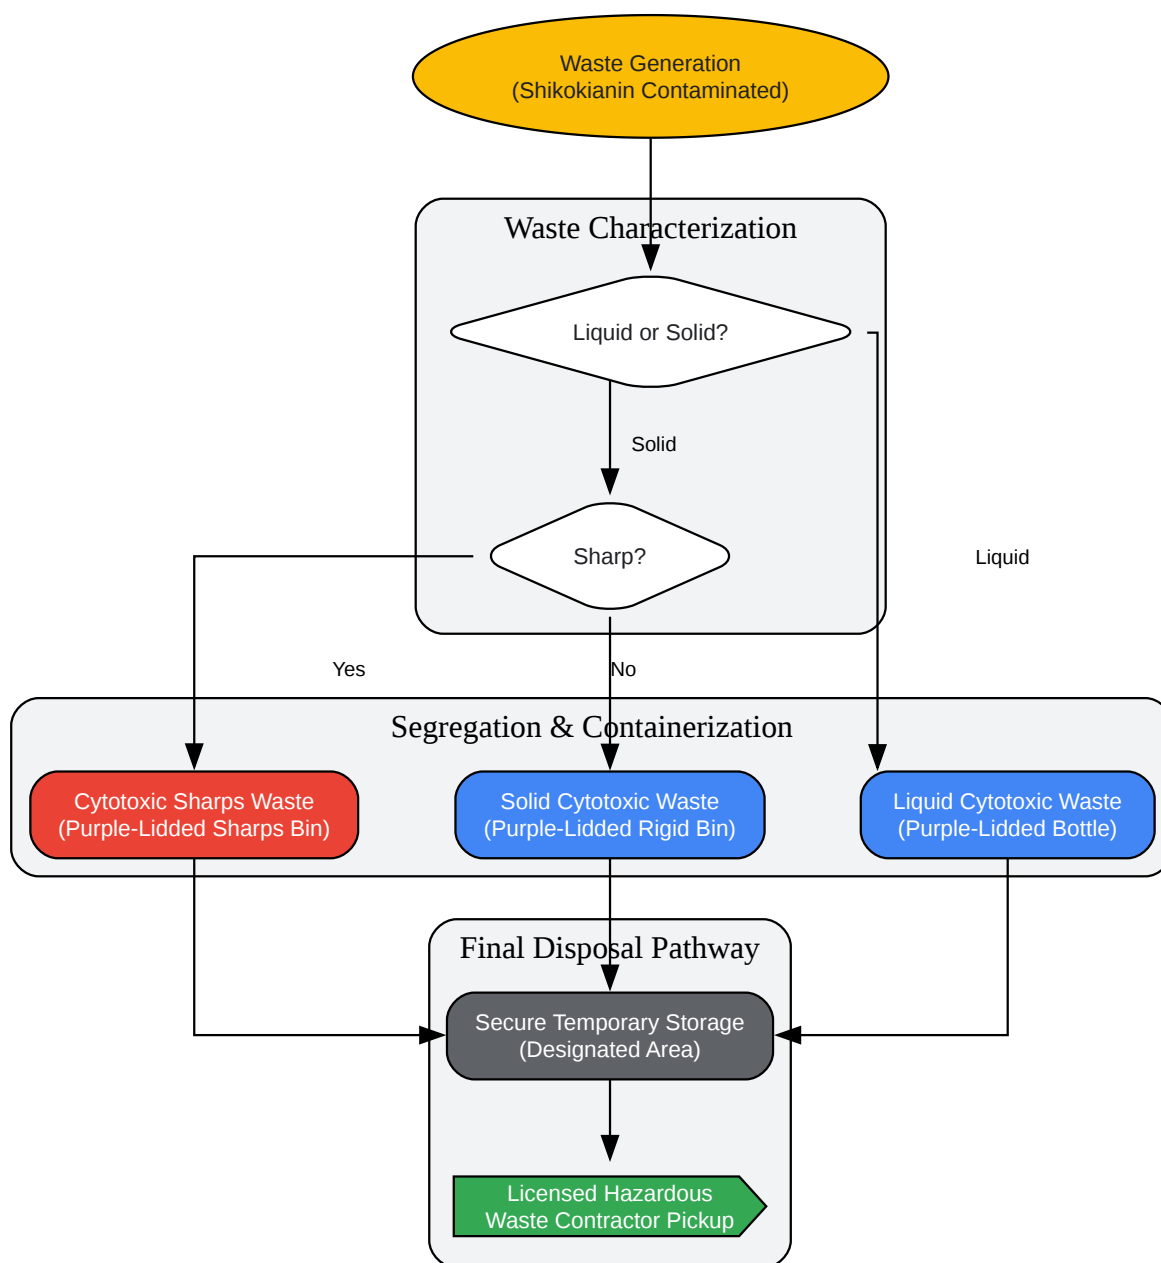 Waste Generation
(Shikokianin Contaminated)
Waste Characterization
Liquid or Solid?
Solid
Sharp?
Liquid
Yes
No
Segregation & Containerization
Cytotoxic Sharps Waste
(Purple-Lidded Sharps Bin)
Solid Cytotoxic Waste
(Purple-Lidded Rigid Bin)
Liquid Cytotoxic Waste
(Purple-Lidded Bottle)
Final Disposal Pathway
Secure Temporary Storage
(Designated Area)
Licensed Hazardous
Waste Contractor Pickup